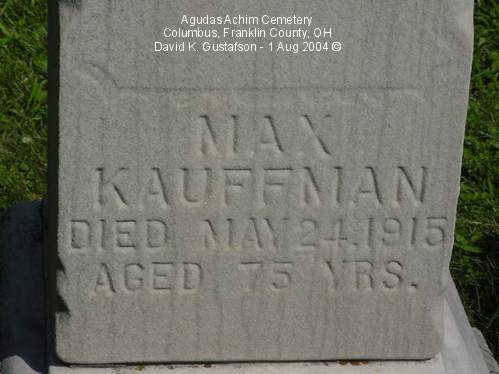 Agudas Achim Cemetery
Columbus, Franklin County, OH
David K. Gustafson - 1 Aug 2004 ©
MAX
KAUFFMAN
DIED MAY 24. 1915
AGED 75 YRS.